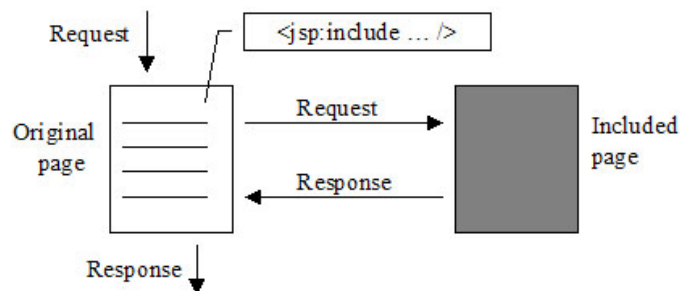 Request
<jsp:include … />
Original
page
Request
Response
Included
page
Response